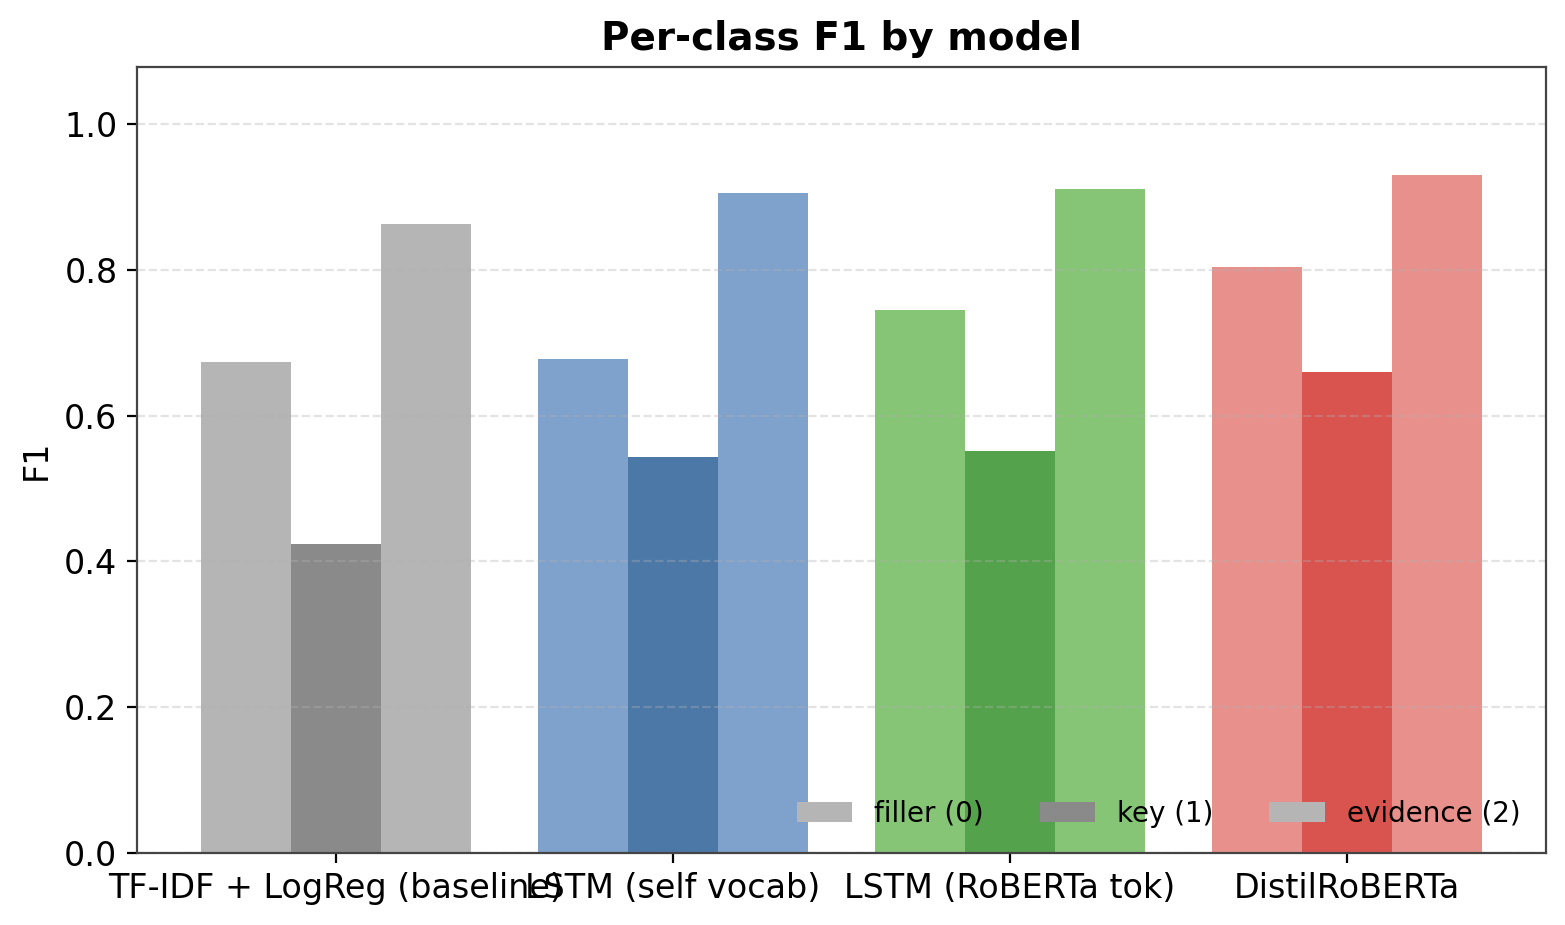 Per-class F1 by model
1.0
0.8
0.6
0.4
0.2
0.0
F1
filler (0) key (1) evidence (2)
TF-IDF + LogReg (baseline) LSTM (self vocab) LSTM (RoBERTa tok) DistilRoBERTa